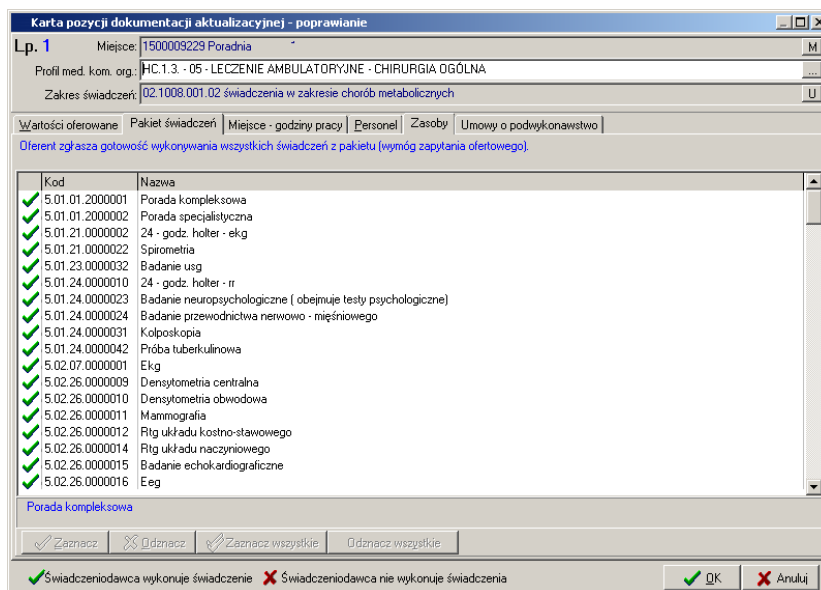 Karta pozycji dokumentacji aktualizacyjnej - poprawianie
Lp. 1 Miejsce: 1500009229 Poradnia M
Profil med. kom. org.: HC.1.3. - 05 - LECZENIE AMBULATORYJNE - CHIRURGIA OGÓLNA ...
Zakres świadczeń: 02.1008.001.02 świadczenia w zakresie chorób metabolicznych U
Wartości oferowane Pakiet świadczeń Miejsce - godziny pracy Personel Zasoby Umowy o podwykonawstwo
Oferent zgłasza gotowość wykonywania wszystkich świadczeń z pakietu (wymóg zapytania ofertowego).
Kod Nazwa
5.01.01.2000001 Porada kompleksowa
5.01.01.2000002 Porada specjalistyczna
5.01.21.0000002 24 - godz. holter - ekg
5.01.21.0000022 Spirometria
5.01.23.0000032 Badanie usg
5.01.24.0000010 24 - godz. holter - rr
5.01.24.0000023 Badanie neuropsychologiczne ( obejmuje testy psychologiczne)
5.01.24.0000024 Badanie przewodnictwa nerwowo - mięśniowego
5.01.24.0000031 Kolposkopia
5.01.24.0000042 Próba tuberkulinowa
5.02.07.0000001 Ekg
5.02.26.0000009 Densytometria centralna
5.02.26.0000010 Densytometria obwodowa
5.02.26.0000011 Mammografia
5.02.26.0000012 Rtg układu kostno-stawowego
5.02.26.0000014 Rtg układu naczyniowego
5.02.26.0000015 Badanie echokardiograficzne
5.02.26.0000016 Eeg
Porada kompleksowa
Zaznacz Odznacz Zaznacz wszystkie Odznacz wszystkie
Świadczeniodawca wykonuje świadczenie Świadczeniodawca nie wykonuje świadczenia OK Anuluj